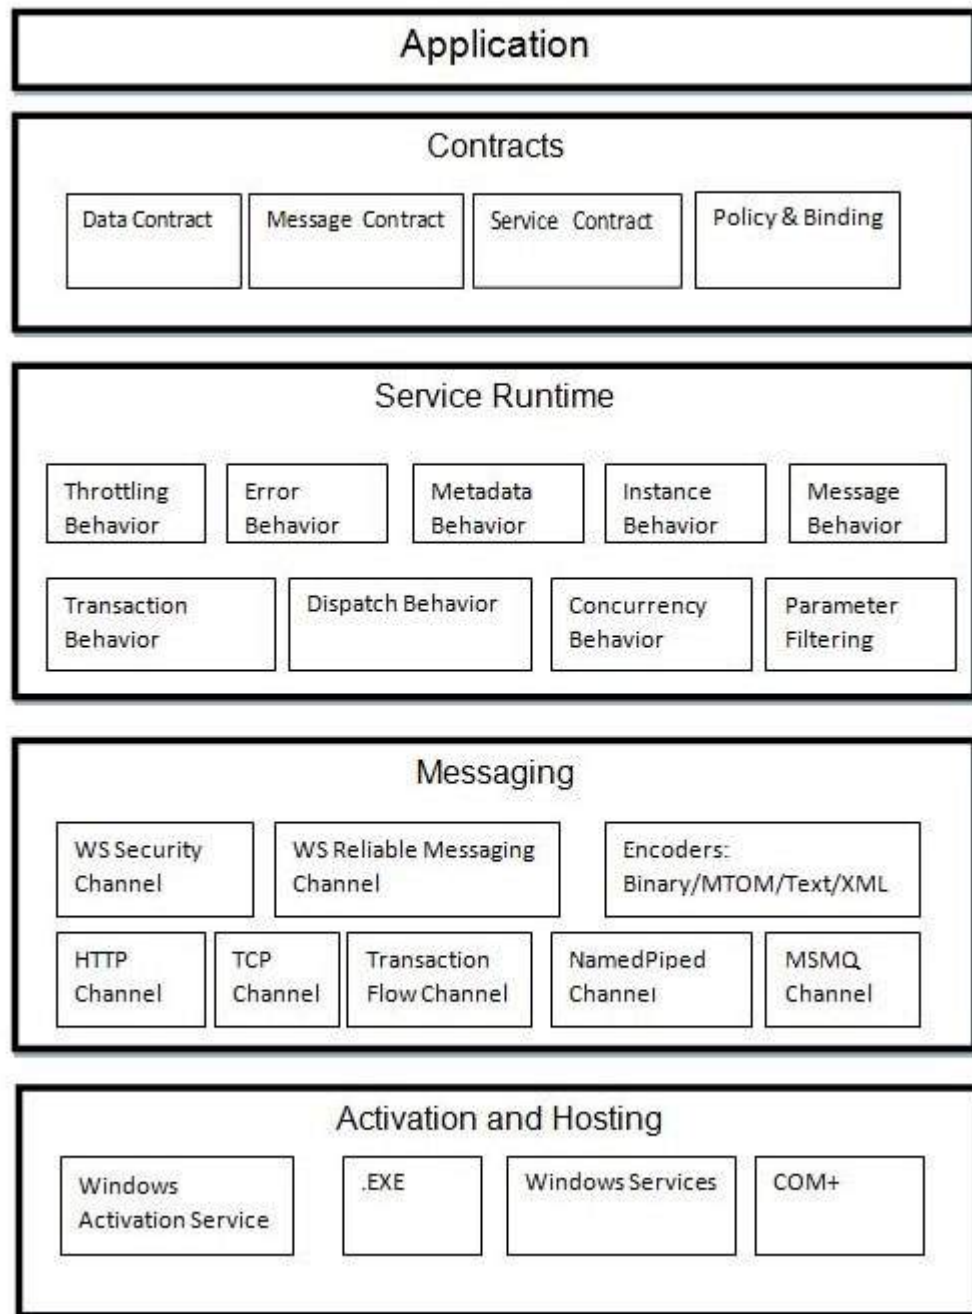 Application
Contracts
Data Contract
Message Contract
Service Contract
Policy & Binding
Service Runtime
Throttling
Behavior
Error
Behavior
Metadata
Behavior
Instance
Behavior
Message
Behavior
Transaction
Behavior
Dispatch Behavior
Concurrency
Behavior
Parameter
Filtering
Messaging
WS Security
Channel
WS Reliable Messaging
Channel
Encoders:
Binary/MTOM/Text/XML
HTTP
Channel
TCP
Channel
Transaction
Flow Channel
NamedPiped
Channel
MSMQ
Channel
Activation and Hosting
Windows
Activation Service
.EXE
Windows Services
COM+